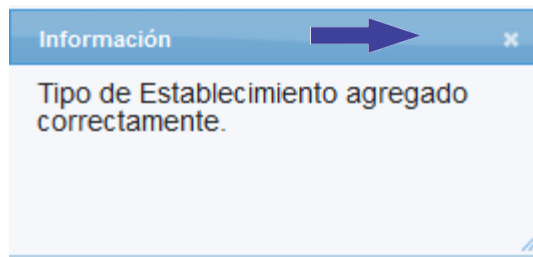 Información
Tipo de Establecimiento agregado
correctamente.